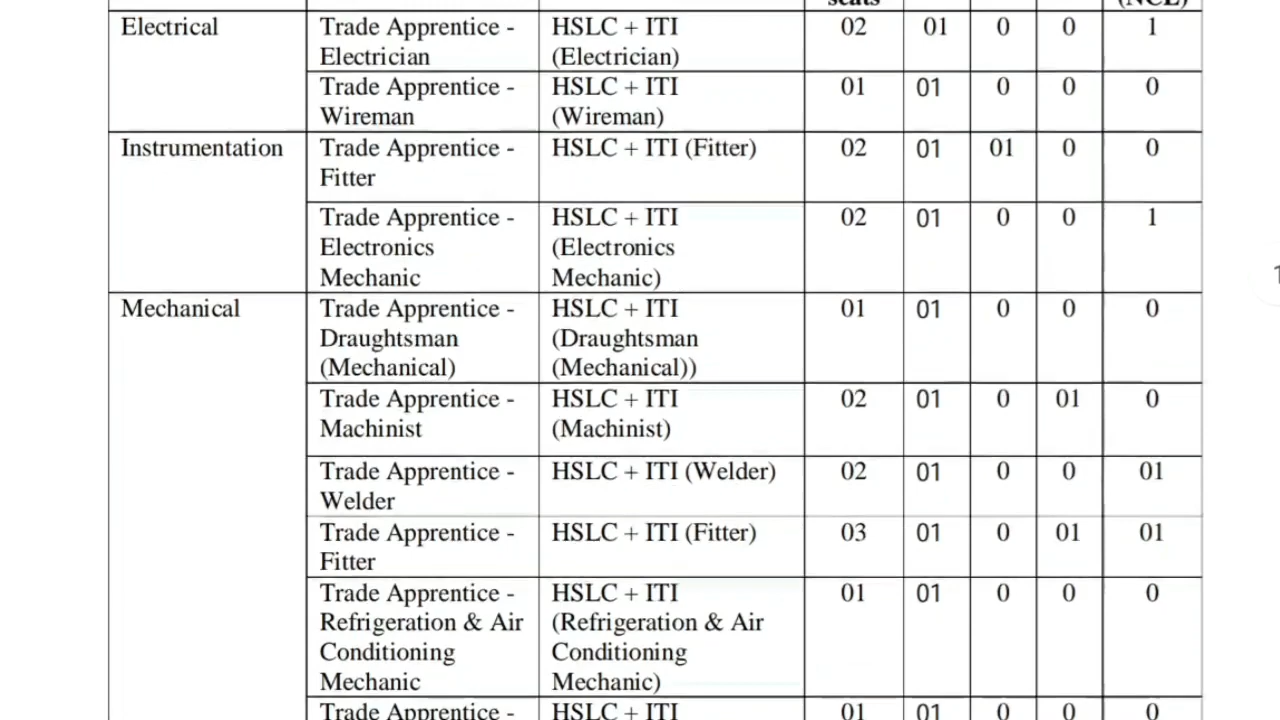 seats (NCL)
Electrical Trade Apprentice - HSLC + ITI 02 01 0 0 1
Electrician (Electrician)
Trade Apprentice - HSLC + ITI 01 01 0 0 0
Wireman (Wireman)
Instrumentation Trade Apprentice - HSLC + ITI (Fitter) 02 01 01 0 0
Fitter
Trade Apprentice - HSLC + ITI 02 01 0 0 1
Electronics (Electronics
Mechanic Mechanic)
Mechanical Trade Apprentice - HSLC + ITI 01 01 0 0 0
Draughtsman (Draughtsman
(Mechanical) (Mechanical))
Trade Apprentice - HSLC + ITI 02 01 0 01 0
Machinist (Machinist)
Trade Apprentice - HSLC + ITI (Welder) 02 01 0 0 01
Welder
Trade Apprentice - HSLC + ITI (Fitter) 03 01 0 01 01
Fitter
Trade Apprentice - HSLC + ITI 01 01 0 0 0
Refrigeration & Air (Refrigeration & Air
Conditioning Conditioning
Mechanic Mechanic)
Trade Apprentice - HSLC + ITI 01 01 0 0 0